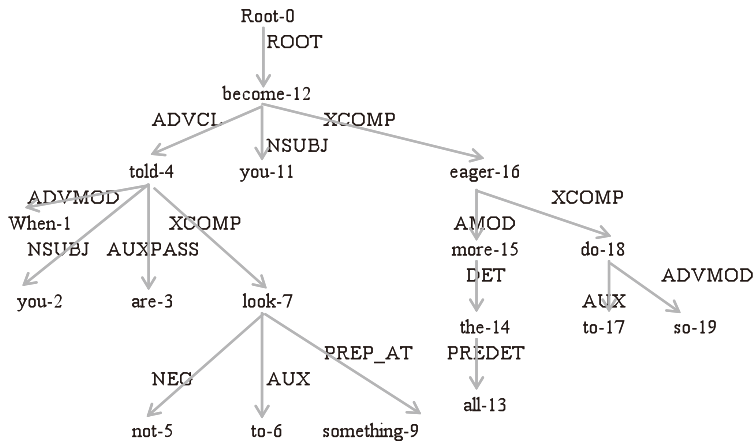 Root-0
ROOT
become-12
ADVCL XCOMP
NSUBJ
told-4 you-11 eager-16
ADVMOD XCOMP
When-1 XCOMP AMOD
NSUBJ AUXPASS more-15 do-18
DET ADVMOD
you-2 are-3 look-7 AUX
the-14 to-17 so-19
PREP_AT PREDET
NEG AUX
all-13
not-5 to-6 something-9